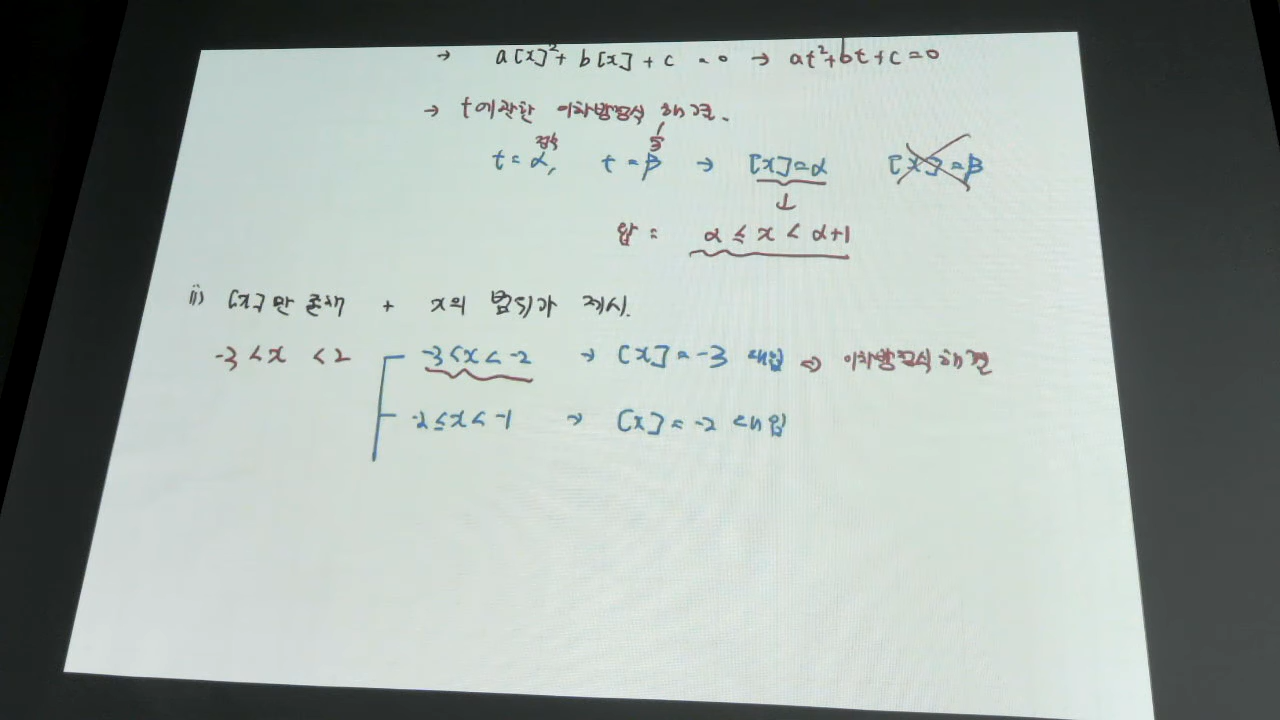 → a[x]²+ b[x] + c = 0 → at²+bt+c=0
→ t에관한 이차방정식 해결.
정수
t=α, t=β → [x]=α [x]=β
↓
답 = α ≤ x < α+1
ii) [x]만 존재 + x의 범위가 제시.
-3<x <2 -3<x<-2 → [x] = -3 대입 ⇒ 이차방정식 해결
-2≤x<-1 → [x] = -2 대입